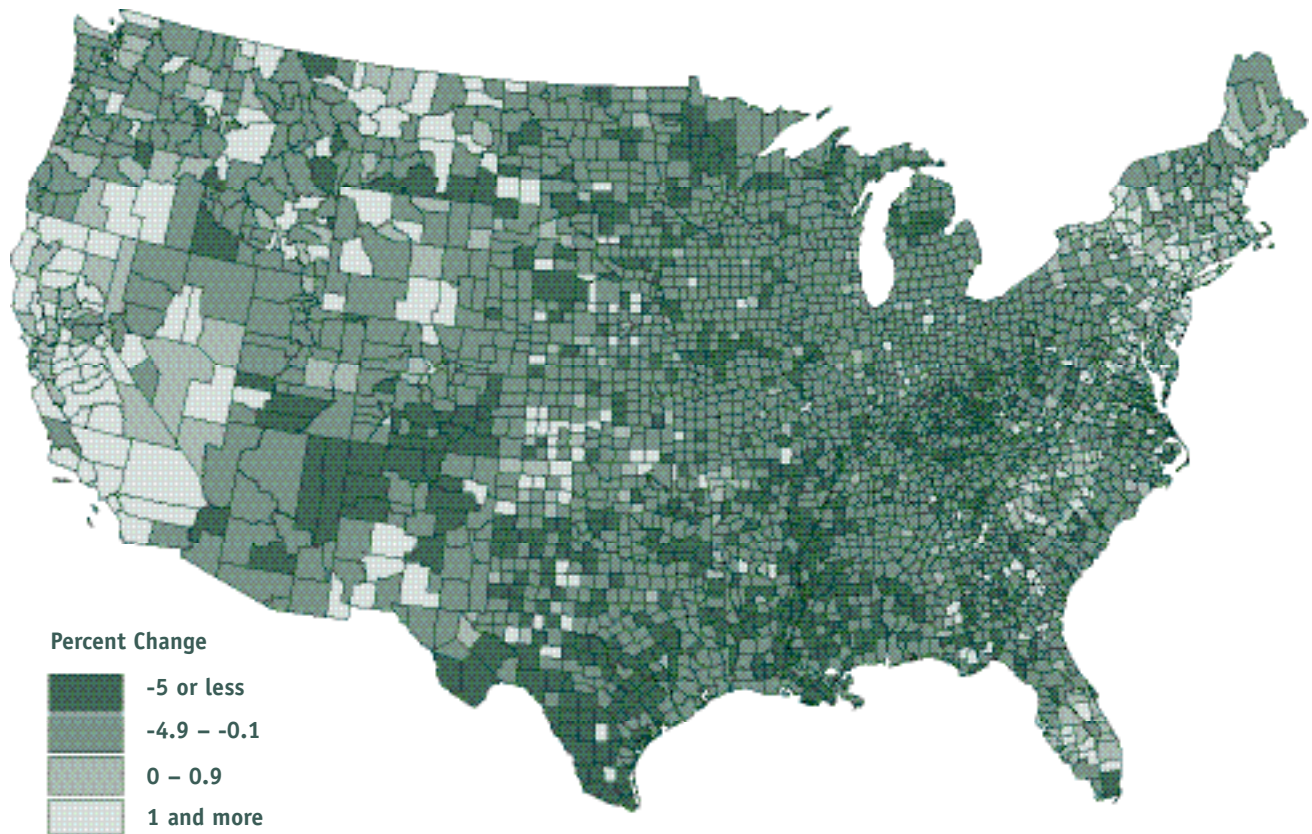 Percent Change
-5 or less
-4.9 – -0.1
0 – 0.9
1 and more